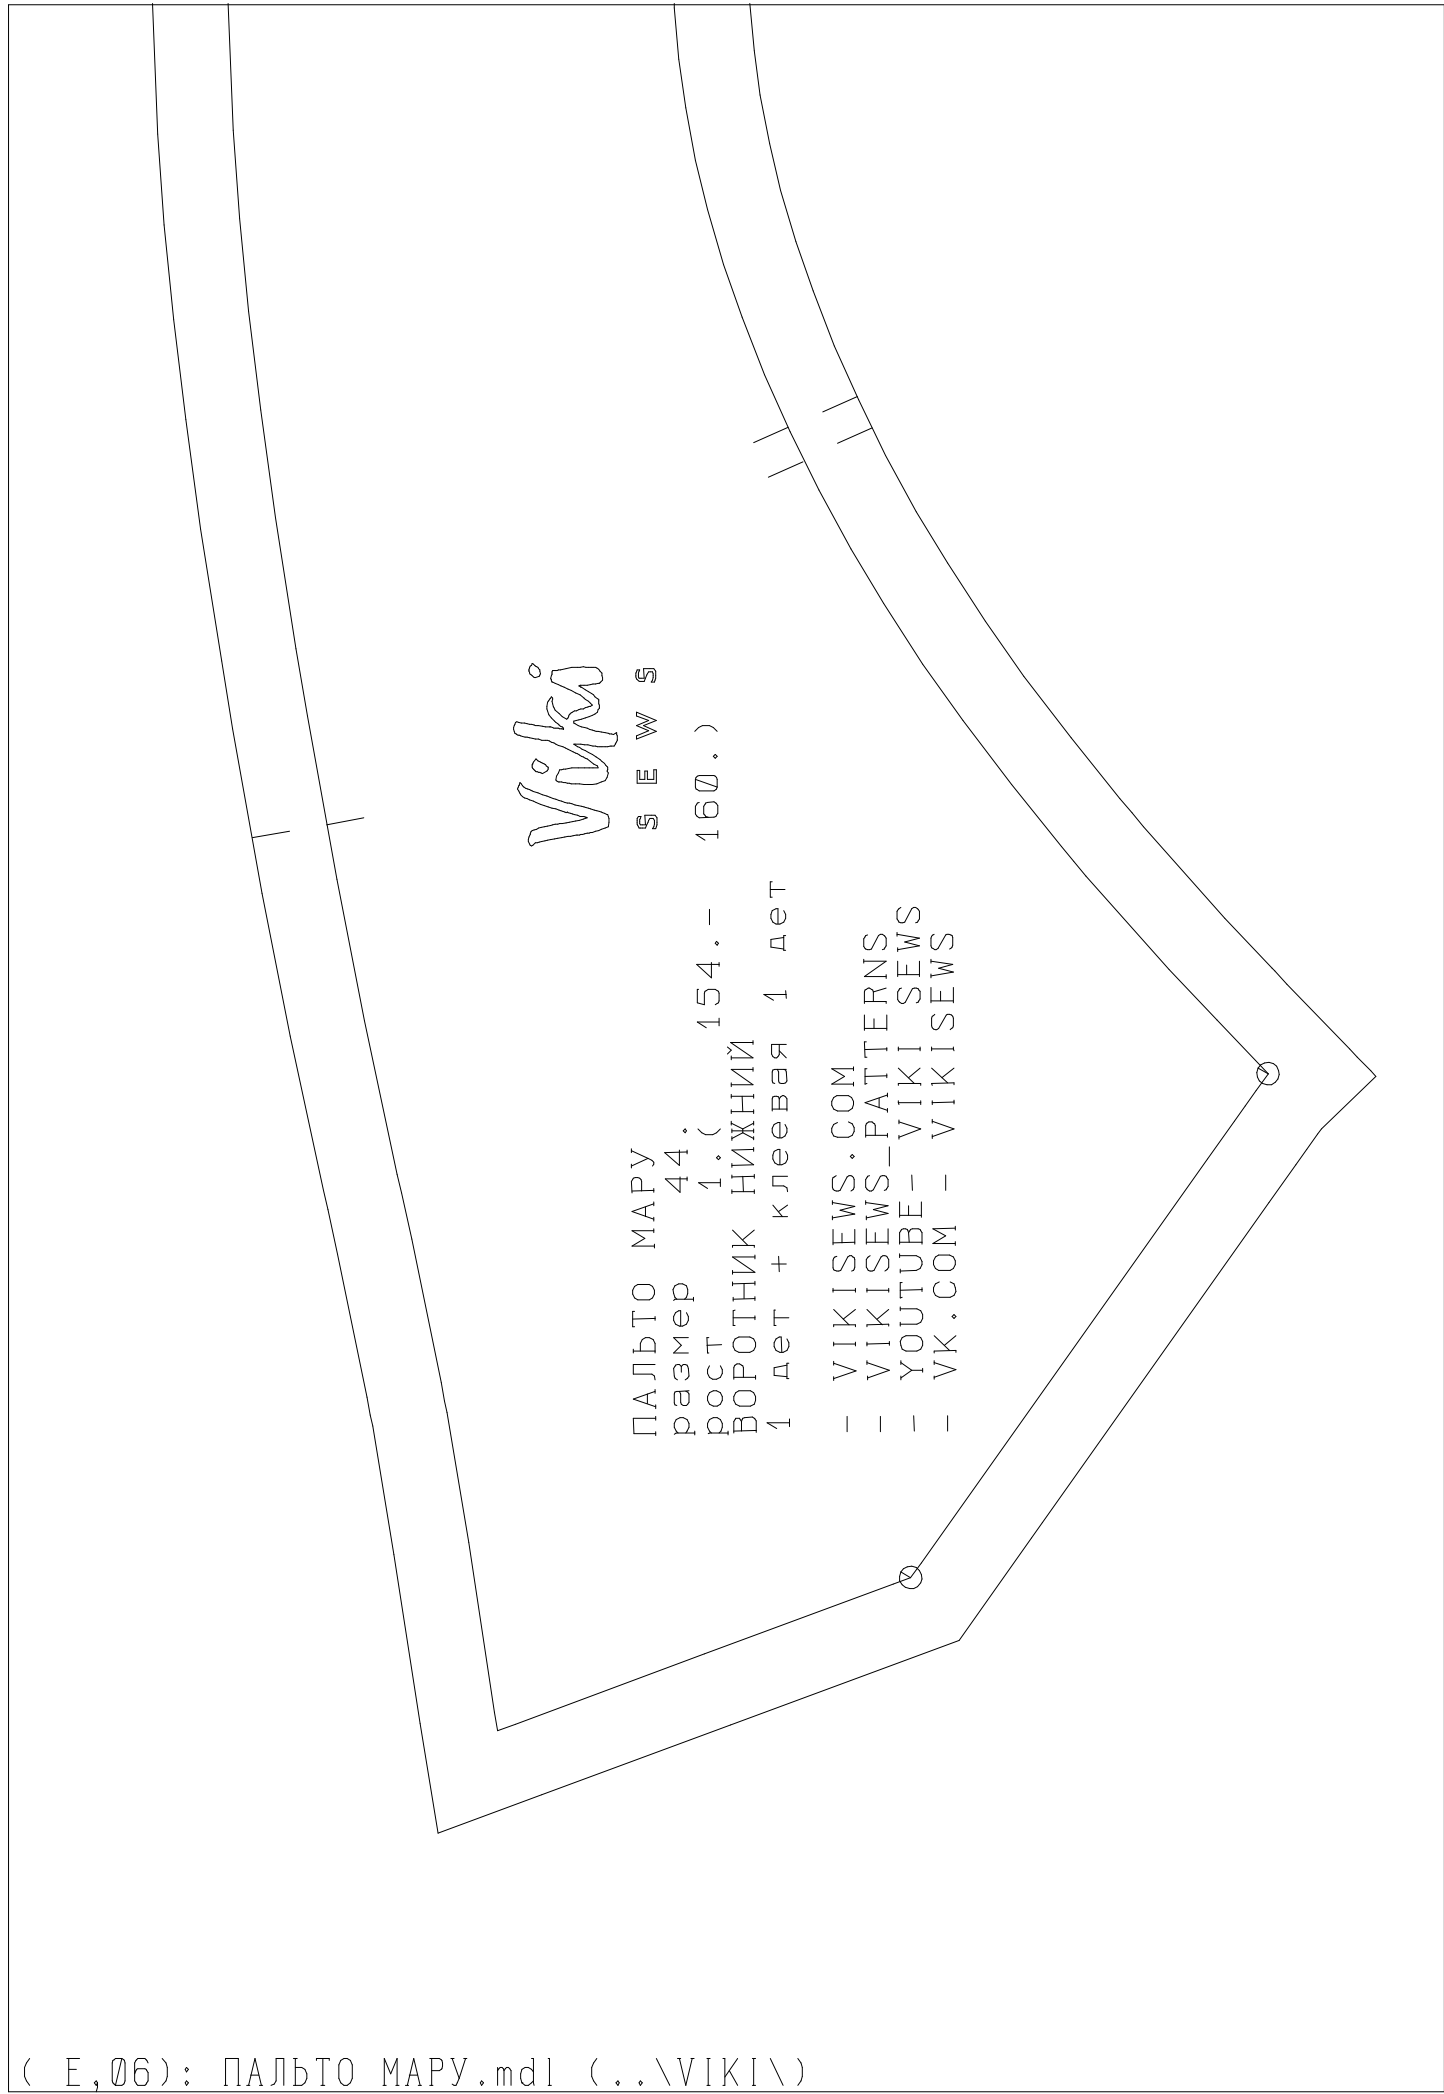 Viki
SEWS
ПАЛЬТО МАРУ
размер 44.
рост 1.( 154.- 160.)
ВОРОТНИК НИЖНИЙ
1 дет + клеевая 1 дет
- VIKISEWS.COM
- VIKISEWS_PATTERNS
- YOUTUBE- VIKI SEWS
- VK.COM - VIKISEWS
( E,06): ПАЛЬТО МАРУ.mdl (..\VIKI\)